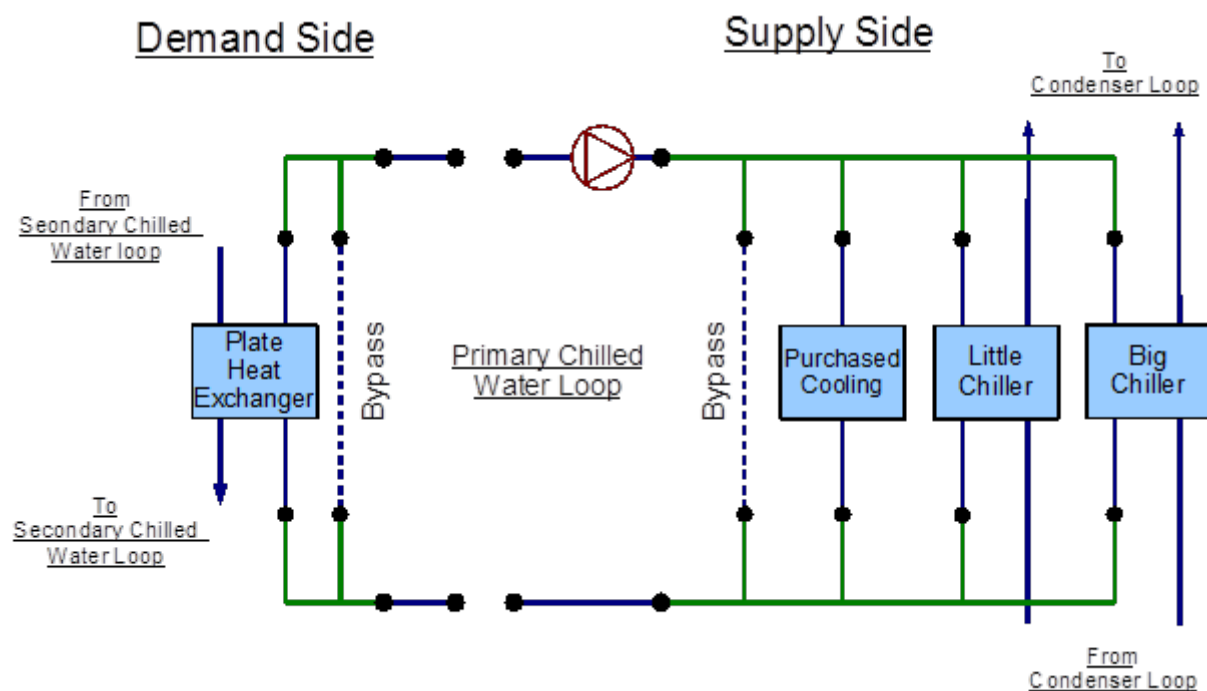 Demand Side
Supply Side
To
Condenser Loop
From
Seondary Chilled
Water loop
Plate
Heat
Exchanger
Bypass
Primary Chilled
Water Loop
Bypass
Purchased
Cooling
Little
Chiller
Big
Chiller
To
Secondary Chilled
Water Loop
From
Condenser Loop